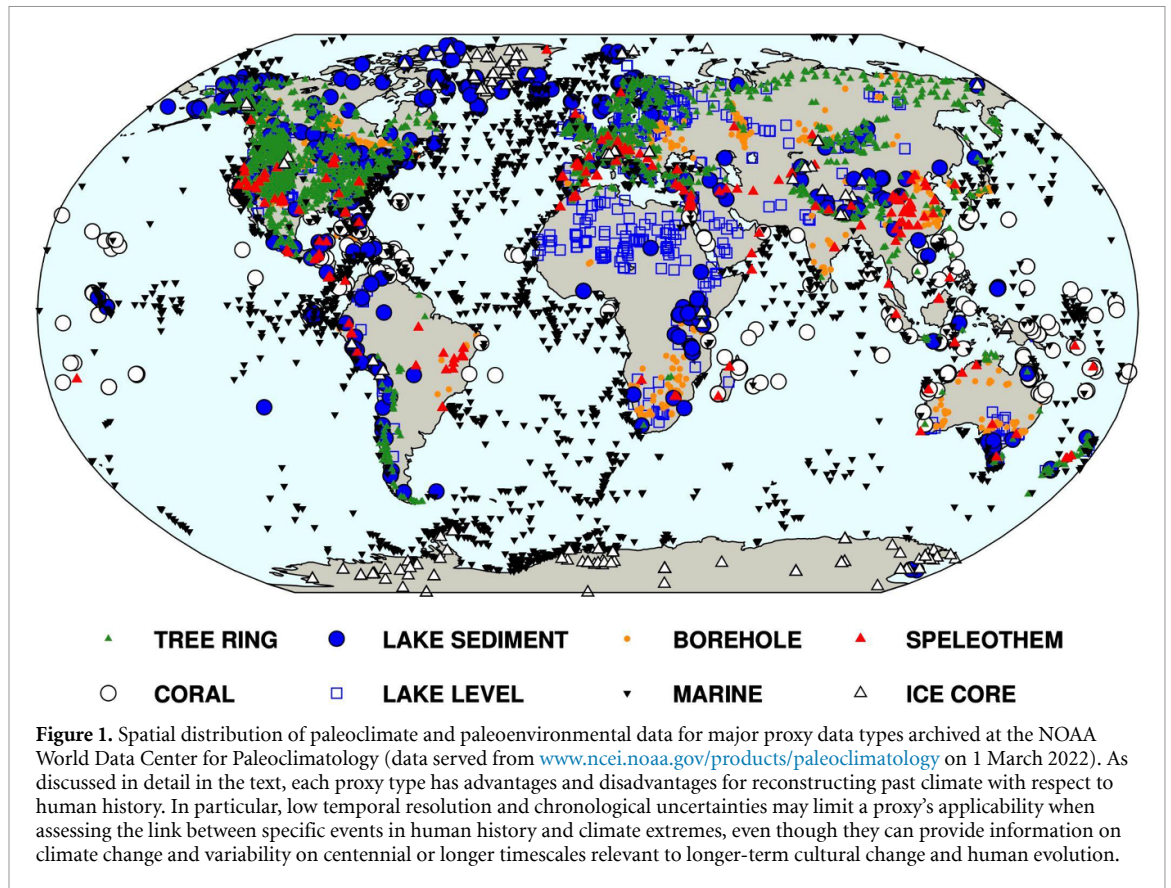 TREE RING LAKE SEDIMENT BOREHOLE SPELEOTHEM
CORAL LAKE LEVEL MARINE ICE CORE
Figure 1. Spatial distribution of paleoclimate and paleoenvironmental data for major proxy data types archived at the NOAA
World Data Center for Paleoclimatology (data served from www.ncei.noaa.gov/products/paleoclimatology on 1 March 2022). As
discussed in detail in the text, each proxy type has advantages and disadvantages for reconstructing past climate with respect to
human history. In particular, low temporal resolution and chronological uncertainties may limit a proxy's applicability when
assessing the link between specific events in human history and climate extremes, even though they can provide information on
climate change and variability on centennial or longer timescales relevant to longer-term cultural change and human evolution.